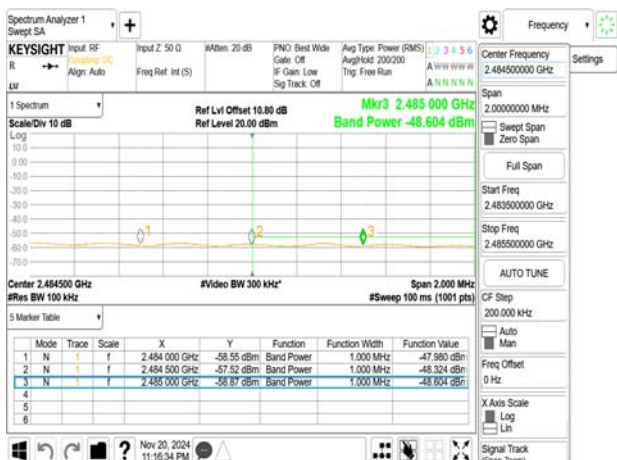 Spectrum Analyzer 1
Swept SA
Frequency
KEYSIGHT Input: RF
Coupling: DC
Align: Auto
Input Z: 50 Ω
Freq Ref: Int (S)
#Atten: 20 dB
PNO: Best Wide
Gate: Off
IF Gain: Low
Sig Track: Off
Avg Type: Power (RMS)
Avg|Hold: 200/200
Trig: Free Run
1 2 3 4 5 6
A W W W W W
A N N N N N
R
1 Spectrum
Scale/Div 10 dB
Ref Lvl Offset 10.80 dB
Ref Level 20.00 dBm
Mkr3 2.485 000 GHz
Band Power -48.604 dBm
Log
10.0
0.00
-10.0
-20.0
-30.0
-40.0
-50.0
-60.0
-70.0
1
2
3
Center 2.484500 GHz
#Res BW 100 kHz
#Video BW 300 kHz*
Span 2.000 MHz
#Sweep 100 ms (1001 pts)
5 Marker Table
Mode Trace Scale X Y Function Function Width Function Value
1 N 1 f 2.484 000 GHz -58.55 dBm Band Power 1.000 MHz -47.980 dBm
2 N 1 f 2.484 500 GHz -57.52 dBm Band Power 1.000 MHz -48.324 dBm
3 N 1 f 2.485 000 GHz -58.87 dBm Band Power 1.000 MHz -48.604 dBm
4
5
6
?
Nov 20, 2024
11:16:34 PM
Center Frequency
2.484500000 GHz
Settings
Span
2.00000000 MHz
Swept Span
Zero Span
Full Span
Start Freq
2.483500000 GHz
Stop Freq
2.485500000 GHz
AUTO TUNE
CF Step
200.000 kHz
Auto
Man
Freq Offset
0 Hz
X Axis Scale
Log
Lin
Signal Track